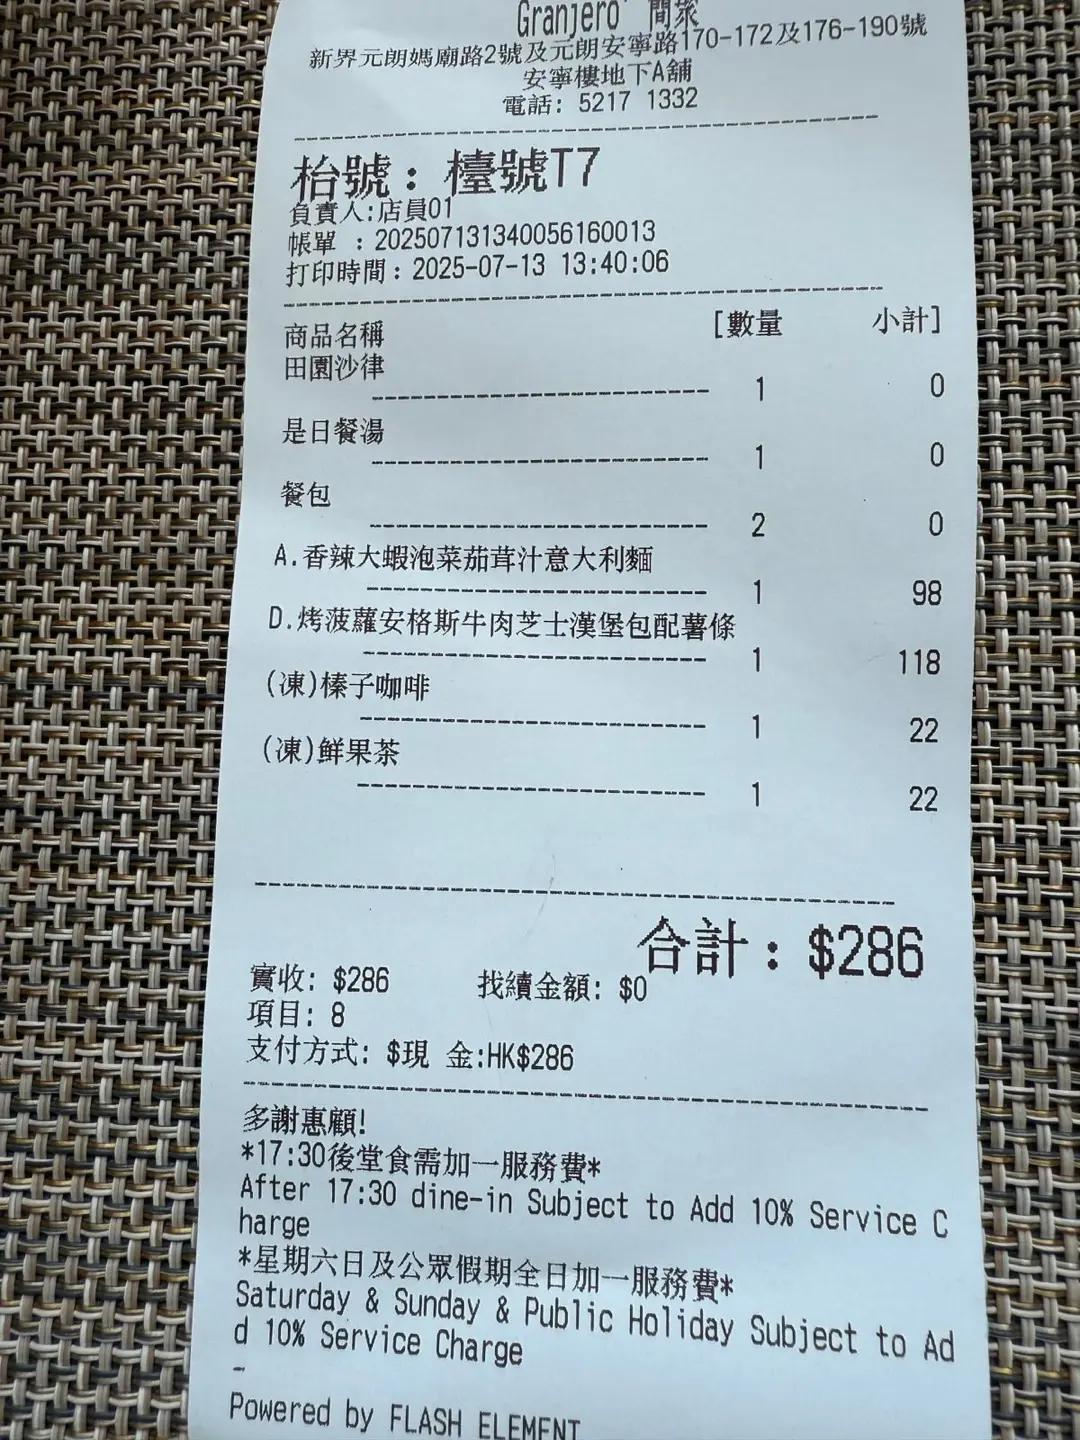 Granjero' 間家
新界元朗媽廟路2號及元朗安寧路170-172及176-190號
安寧樓地下A舖
電話: 5217 1332
枱號: 檯號T7
負責人:店員01
帳單 :202507131340056160013
打印時間:2025-07-13 13:40:06
商品名稱 [數量 小計]
田園沙律
1 0
是日餐湯
1 0
餐包
2 0
A.香辣大蝦泡菜茄茸汁意大利麵
1 98
D.烤菠蘿安格斯牛肉芝士漢堡包配薯條
1 118
(凍)榛子咖啡
1 22
(凍)鮮果茶
1 22
合計: $286
實收: $286 找續金額: $0
項目: 8
支付方式: $現 金:HK$286
多謝惠顧!
*17:30後堂食需加一服務費*
After 17:30 dine-in Subject to Add 10% Service C
harge
*星期六日及公眾假期全日加一服務費*
Saturday & Sunday & Public Holiday Subject to Ad
d 10% Service Charge
-
Powered by FLASH ELEMENT